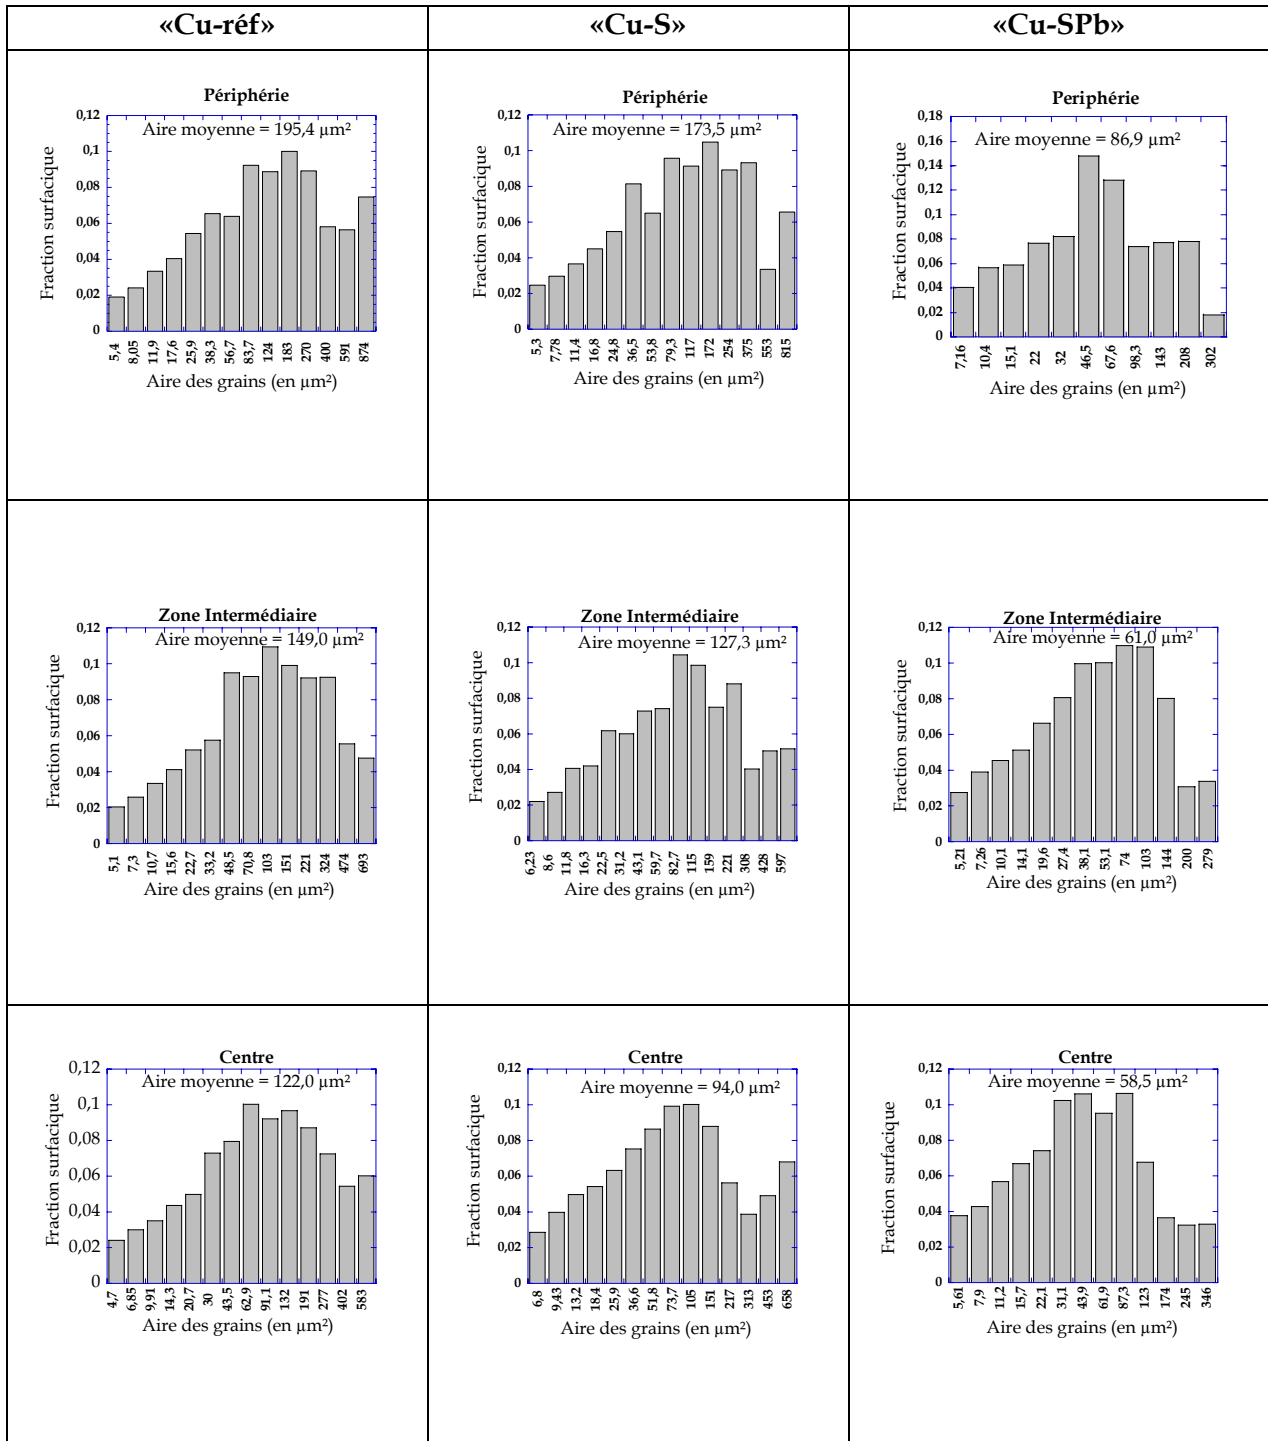 «Cu-réf»
«Cu-S»
«Cu-SPb»
Périphérie
Aire moyenne = 195,4 µm²
Fraction surfacique
0,12
0,1
0,08
0,06
0,04
0,02
0
5,4 8,05 11,9 17,6 25,9 38,3 56,7 83,7 124 183 270 400 591 874
Aire des grains (en µm²)
Périphérie
Aire moyenne = 173,5 µm²
Fraction surfacique
0,12
0,1
0,08
0,06
0,04
0,02
0
5,3 7,78 11,4 16,8 24,8 36,5 53,8 79,3 117 172 254 375 553 815
Aire des grains (en µm²)
Periphérie
Aire moyenne = 86,9 µm²
Fraction surfacique
0,18
0,16
0,14
0,12
0,1
0,08
0,06
0,04
0,02
0
7,16 10,4 15,1 22 32 46,5 67,6 98,3 143 208 302
Aire des grains (en µm²)
Zone Intermédiaire
Aire moyenne = 149,0 µm²
Fraction surfacique
0,12
0,1
0,08
0,06
0,04
0,02
0
5,1 7,3 10,7 15,6 22,7 33,2 48,5 70,8 103 151 221 324 474 693
Aire des grains (en µm²)
Zone Intermédiaire
Aire moyenne = 127,3 µm²
Fraction surfacique
0,12
0,1
0,08
0,06
0,04
0,02
0
6,23 8,6 11,8 16,3 22,5 31,2 43,1 59,7 82,7 115 159 221 308 428 597
Aire des grains (en µm²)
Zone Intermédiaire
Aire moyenne = 61,0 µm²
Fraction surfacique
0,12
0,1
0,08
0,06
0,04
0,02
0
5,21 7,26 10,1 14,1 19,6 27,4 38,1 53,1 74 103 144 200 279
Aire des grains (en µm²)
Centre
Aire moyenne = 122,0 µm²
Fraction surfacique
0,12
0,1
0,08
0,06
0,04
0,02
0
4,7 6,85 9,91 14,3 20,7 30 43,5 62,9 91,1 132 191 277 402 583
Aire des grains (en µm²)
Centre
Aire moyenne = 94,0 µm²
Fraction surfacique
0,12
0,1
0,08
0,06
0,04
0,02
0
6,8 9,43 13,2 18,4 25,9 36,6 51,8 73,7 105 151 217 313 453 658
Aire des grains (en µm²)
Centre
Aire moyenne = 58,5 µm²
Fraction surfacique
0,12
0,1
0,08
0,06
0,04
0,02
0
5,61 7,9 11,2 15,7 22,1 31,1 43,9 61,9 87,3 123 174 245 346
Aire des grains (en µm²)